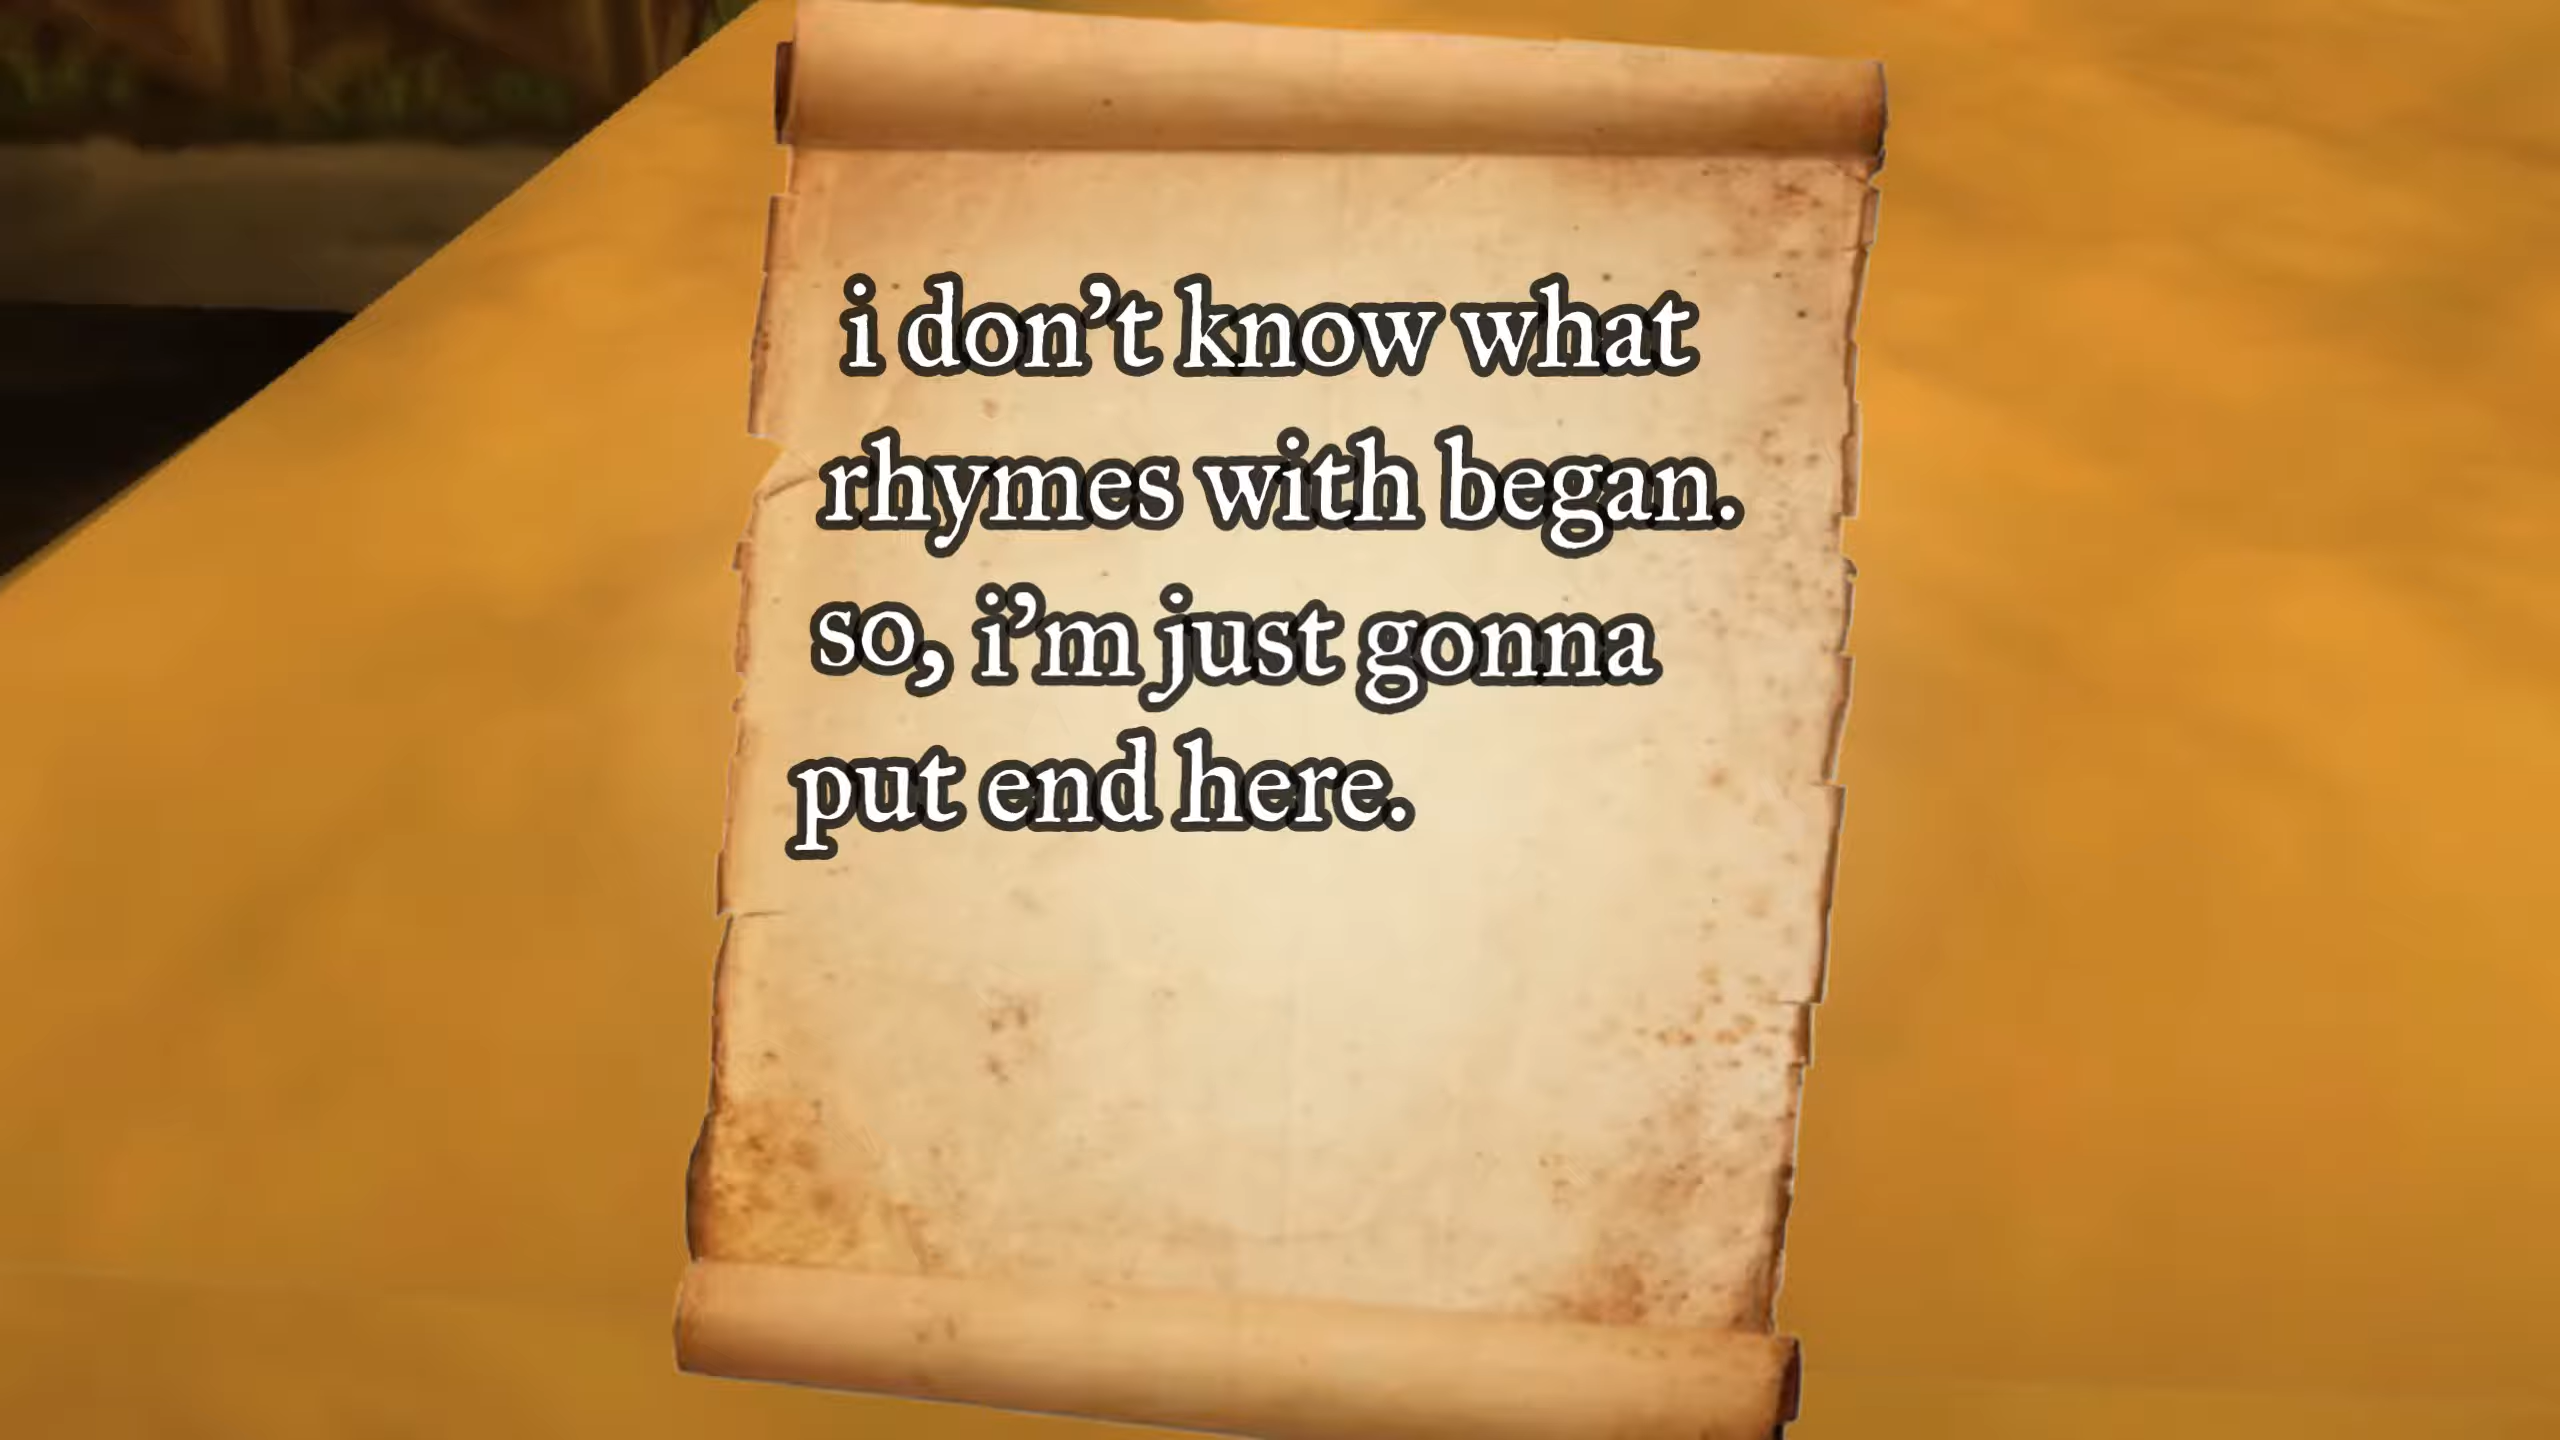 i don't know what
rhymes with began.
so, i'm just gonna
put end here.